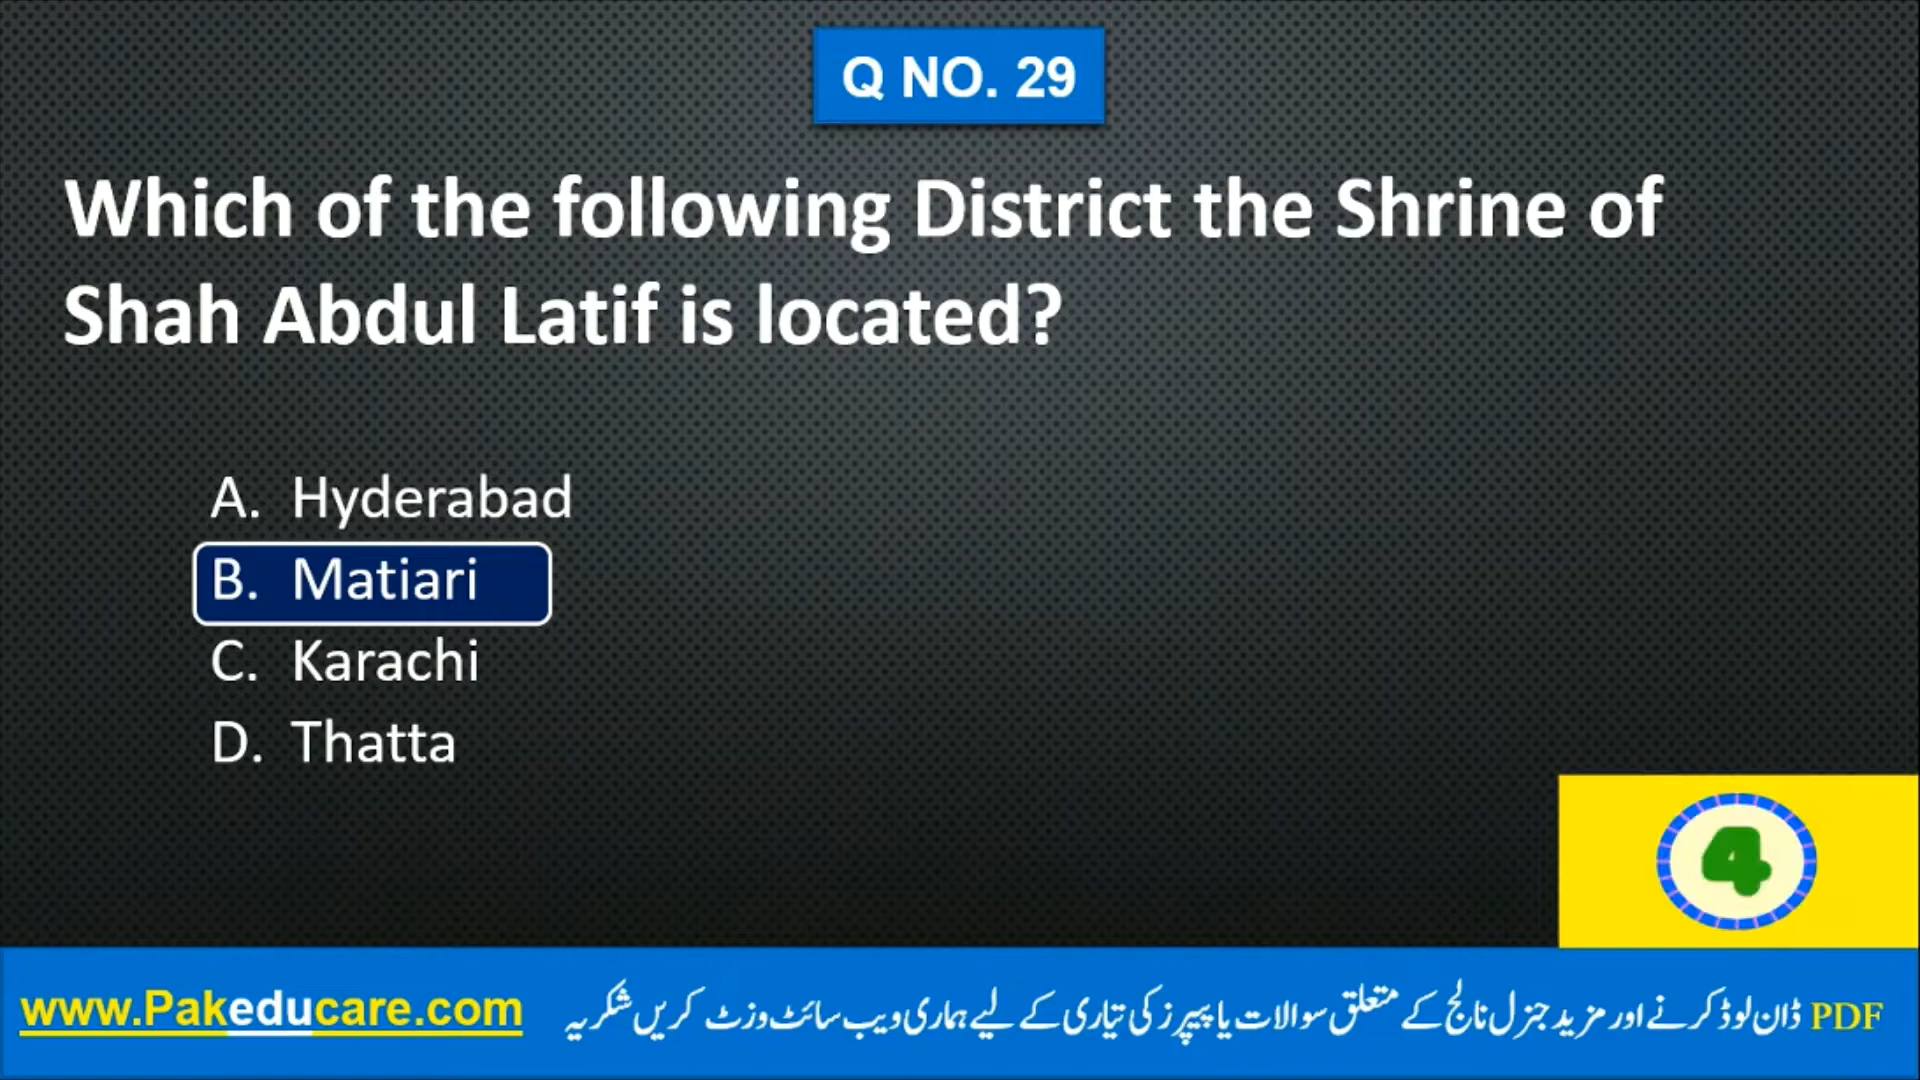 Q NO. 29
Which of the following District the Shrine of
Shah Abdul Latif is located?
A. Hyderabad
B. Matiari
C. Karachi
D. Thatta
4
www.Pakeducare.com
PDF ڈان لوڈ کرنے اور مزید جنرل نالج کے متعلق سوالات یا پیپرز کی تیاری کے لیے ہماری ویب سائٹ وزٹ کریں شکریہ